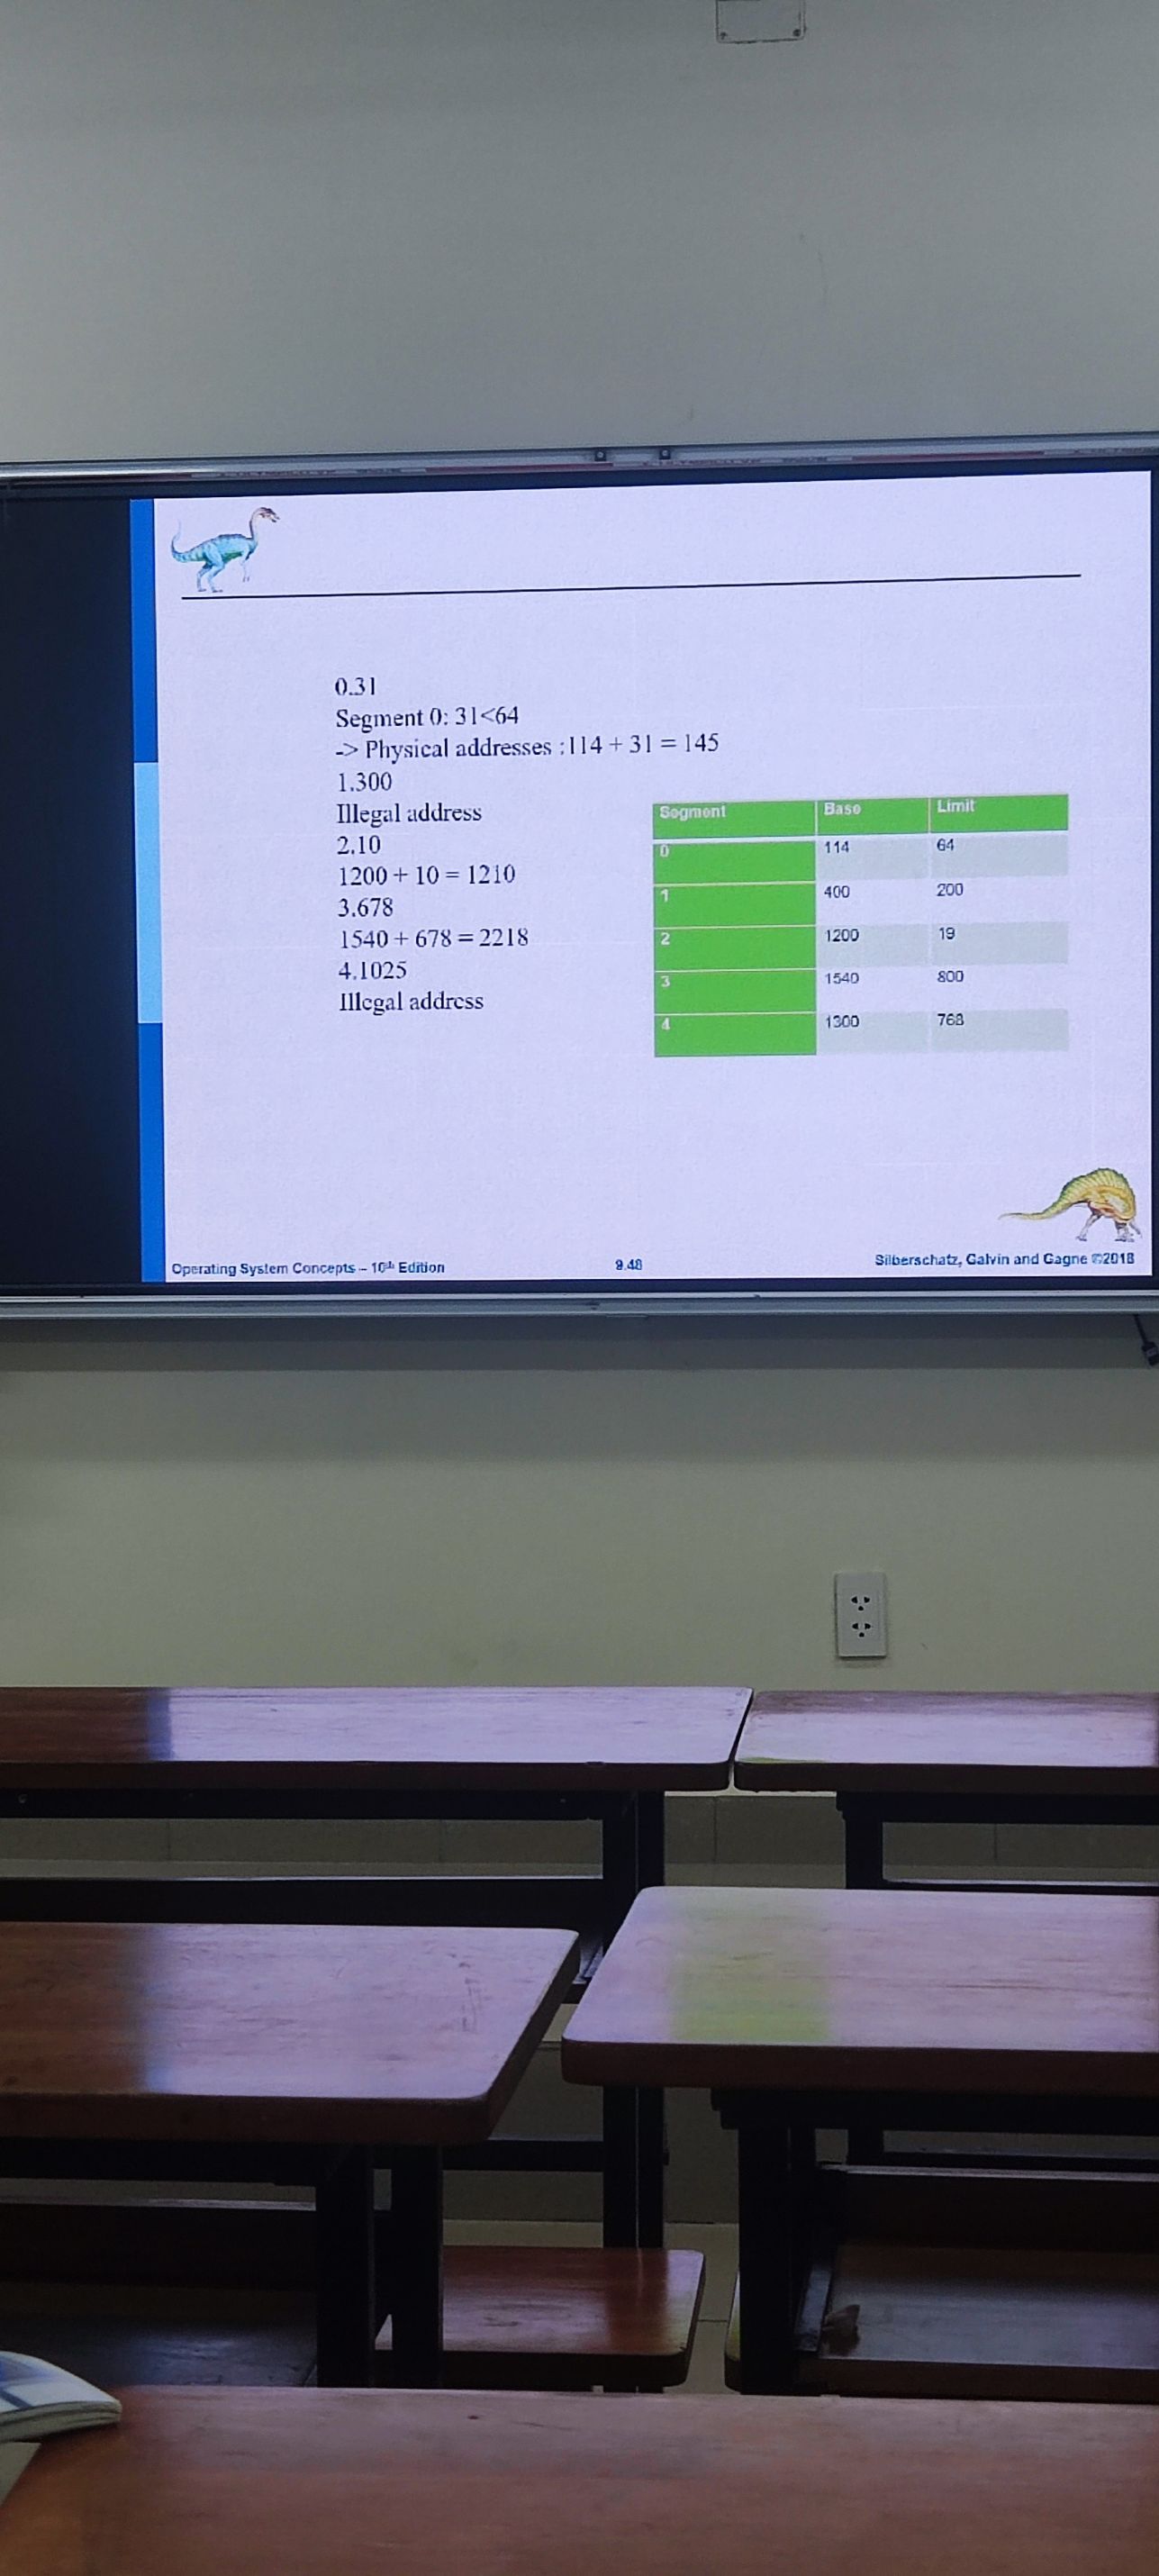 0.31
Segment 0: 31<64
-> Physical addresses :114 + 31 = 145
1.300
Illegal address
2.10
1200 + 10 = 1210
3.678
1540 + 678 = 2218
4.1025
Illegal address
Segment Base Limit
0 114 64
1 400 200
2 1200 19
3 1540 800
4 1300 768
Operating System Concepts – 10th Edition
9.48
Silberschatz, Galvin and Gagne ©2018